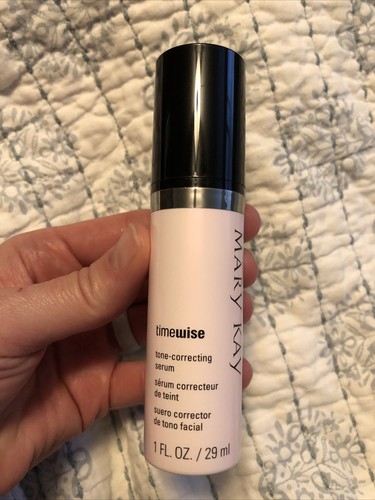 MARY KAY
timewise
tone-correcting
serum
sérum correcteur
de teint
suero corrector
de tono facial
1 FL. OZ. / 29 ml